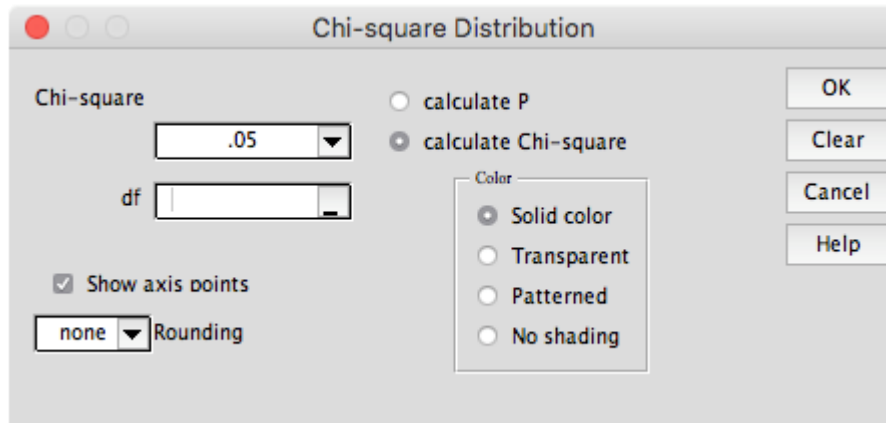 Chi-square Distribution
Chi-square
.05
df
Show axis points
none Rounding
calculate P
calculate Chi-square
Color
Solid color
Transparent
Patterned
No shading
OK
Clear
Cancel
Help